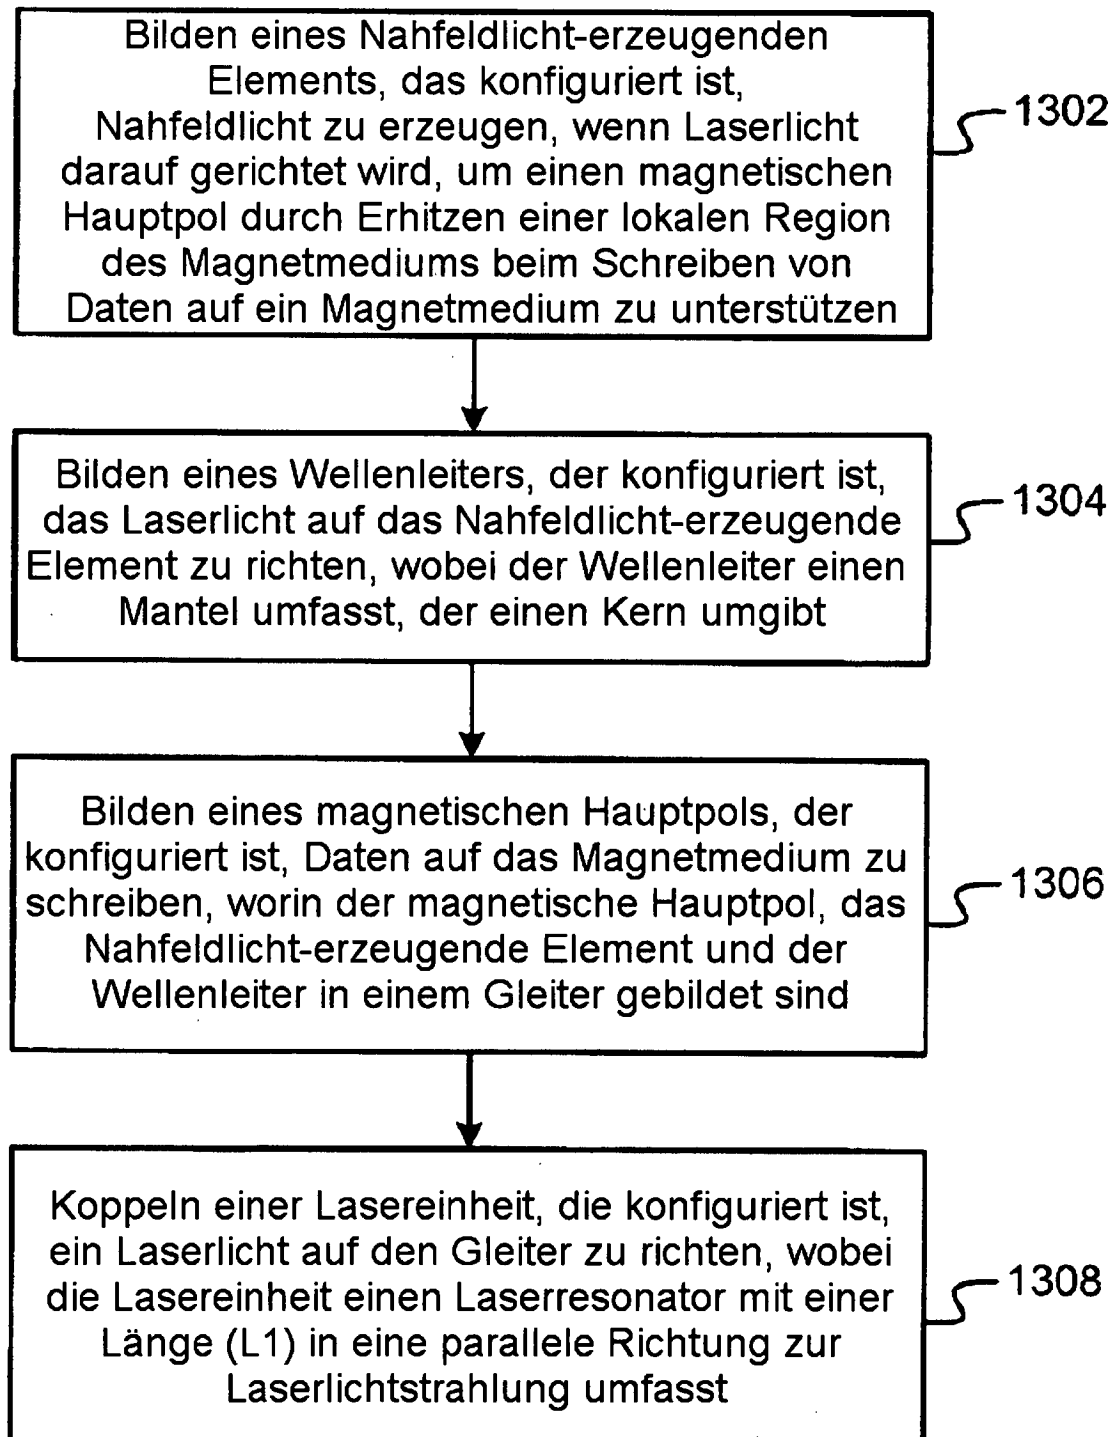 Bilden eines Nahfeldlicht-erzeugenden
Elements, das konfiguriert ist,
Nahfeldlicht zu erzeugen, wenn Laserlicht
darauf gerichtet wird, um einen magnetischen
Hauptpol durch Erhitzen einer lokalen Region
des Magnetmediums beim Schreiben von
Daten auf ein Magnetmedium zu unterstützen
1302
Bilden eines Wellenleiters, der konfiguriert ist,
das Laserlicht auf das Nahfeldlicht-erzeugende
Element zu richten, wobei der Wellenleiter einen
Mantel umfasst, der einen Kern umgibt
1304
Bilden eines magnetischen Hauptpols, der
konfiguriert ist, Daten auf das Magnetmedium zu
schreiben, worin der magnetische Hauptpol, das
Nahfeldlicht-erzeugende Element und der
Wellenleiter in einem Gleiter gebildet sind
1306
Koppeln einer Lasereinheit, die konfiguriert ist,
ein Laserlicht auf den Gleiter zu richten, wobei
die Lasereinheit einen Laserresonator mit einer
Länge (L1) in eine parallele Richtung zur
Laserlichtstrahlung umfasst
1308